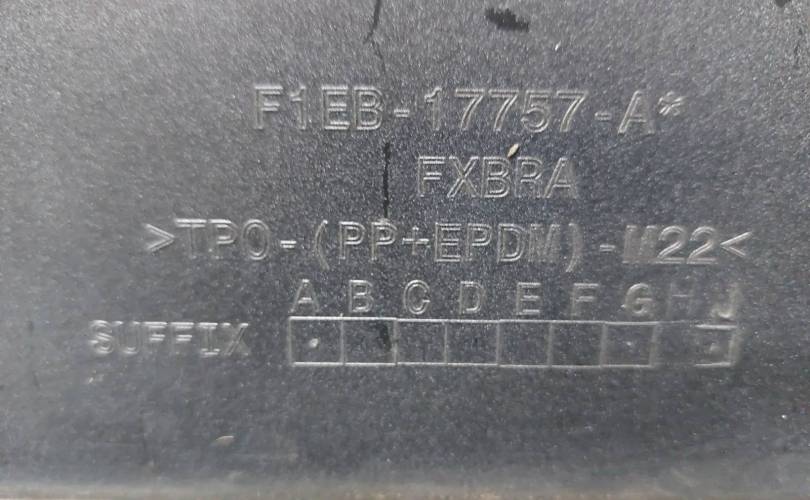 F1EB-17757-A*
FXBRA
>TPO-(PP+EPDM)-M22<
A B C D E F G H J
SUFFIX